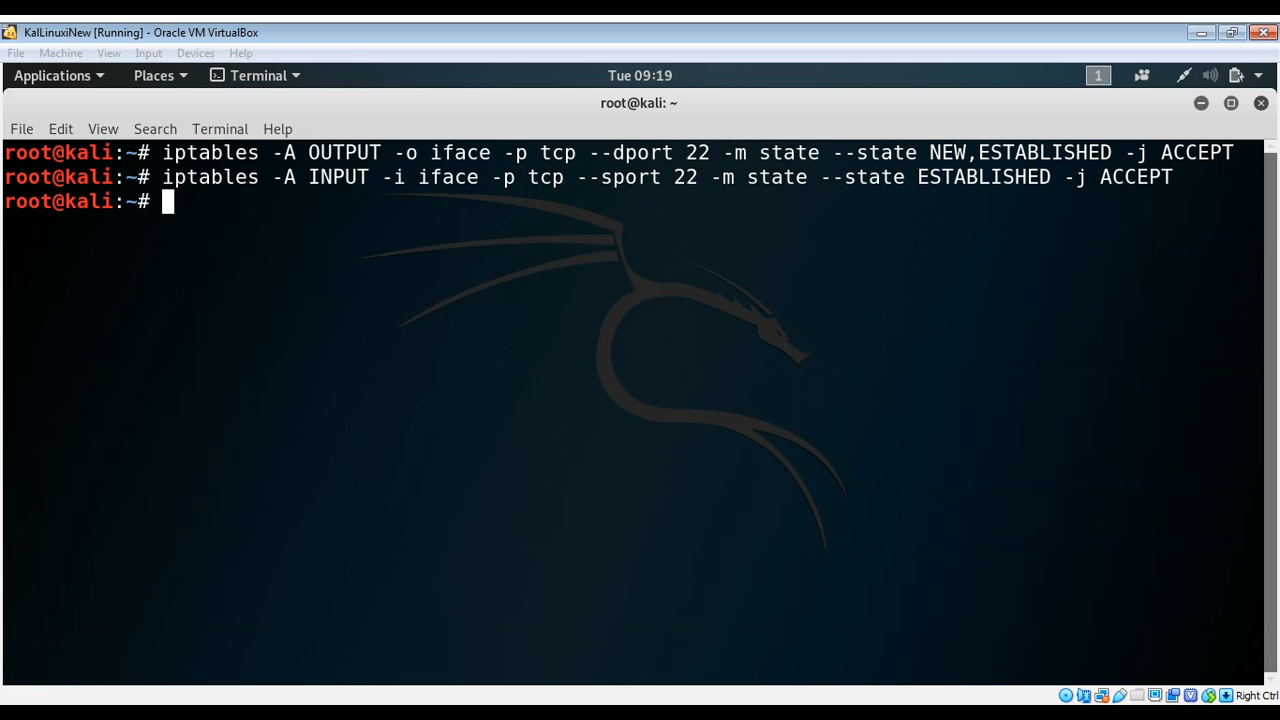 KalLinuxiNew [Running] - Oracle VM VirtualBox
File Machine View Input Devices Help
Applications Places Terminal Tue 09:19 1
root@kali: ~
File Edit View Search Terminal Help
root@kali:~# iptables -A OUTPUT -o iface -p tcp --dport 22 -m state --state NEW,ESTABLISHED -j ACCEPT
root@kali:~# iptables -A INPUT -i iface -p tcp --sport 22 -m state --state ESTABLISHED -j ACCEPT
root@kali:~#
Right Ctrl